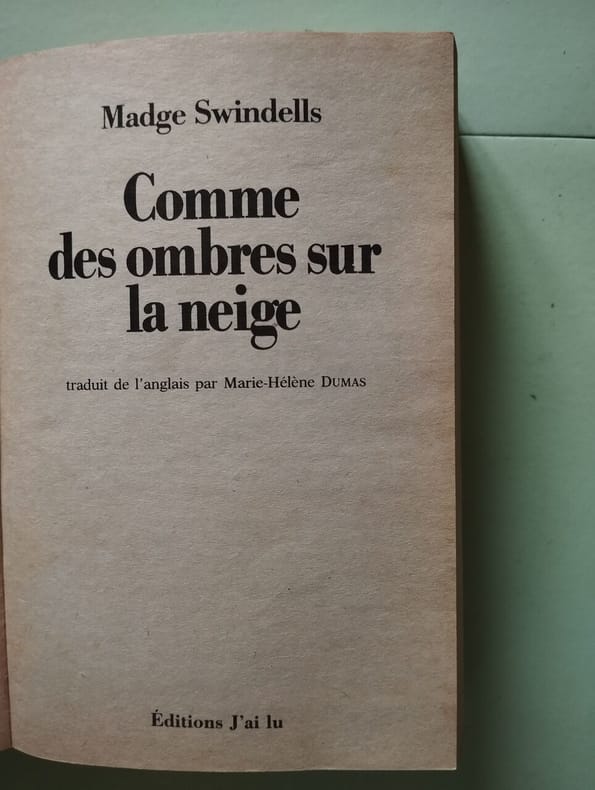 Madge Swindells
Comme
des ombres sur
la neige
traduit de l'anglais par Marie-Hélène DUMAS
Éditions J'ai lu